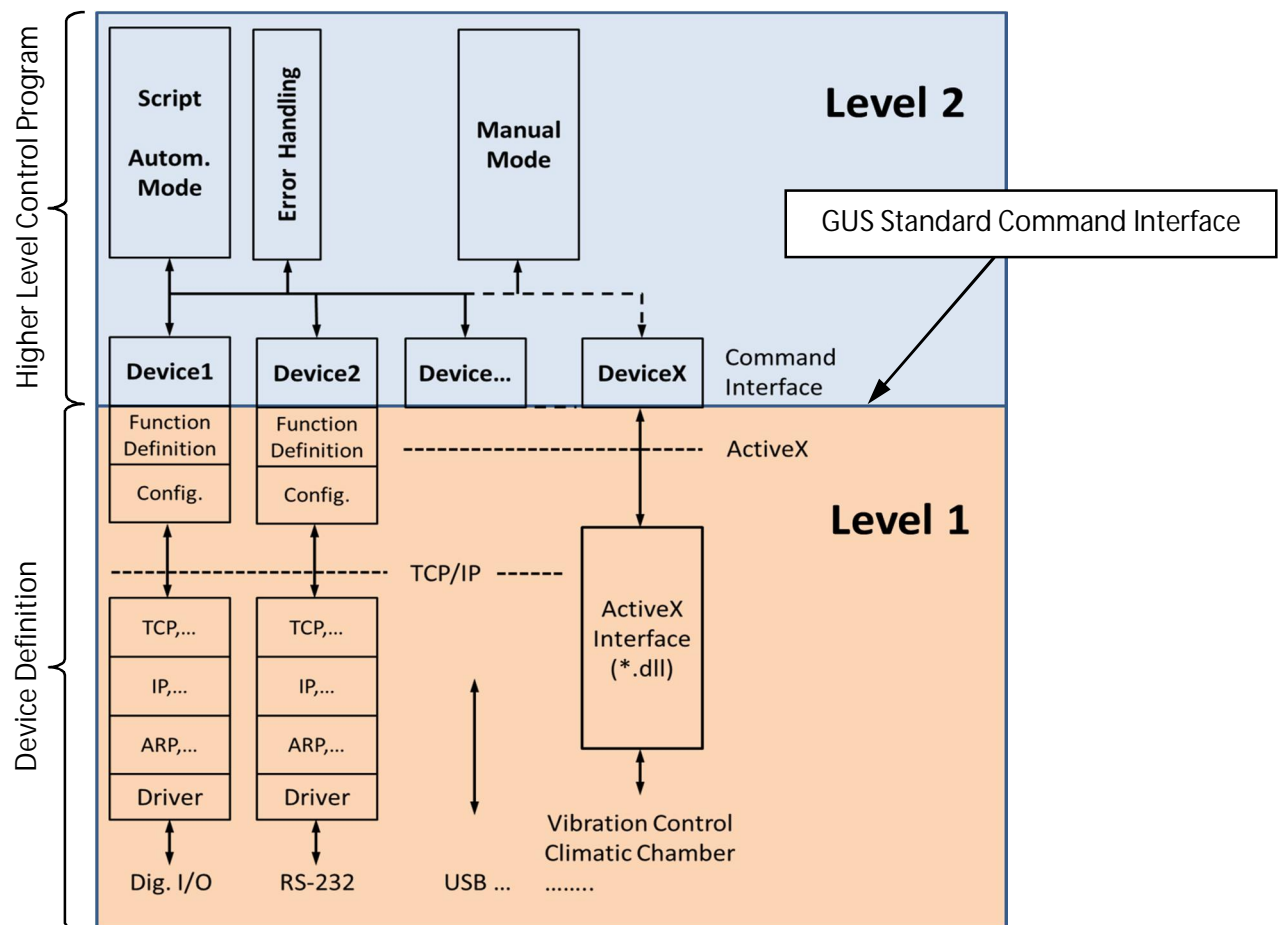 Higher Level Control Program
Script
Autom.
Mode
Error Handling
Manual
Mode
Level 2
GUS Standard Command Interface
Device1
Device2
Device...
DeviceX
Command
Interface
Device Definition
Function
Definition
Function
Definition
ActiveX
Config.
Config.
Level 1
TCP/IP
TCP,...
TCP,...
ActiveX
Interface
(*.dll)
IP,...
IP,...
ARP,...
ARP,...
Driver
Driver
Vibration Control
Climatic Chamber
Dig. I/O
RS-232
USB ...
........